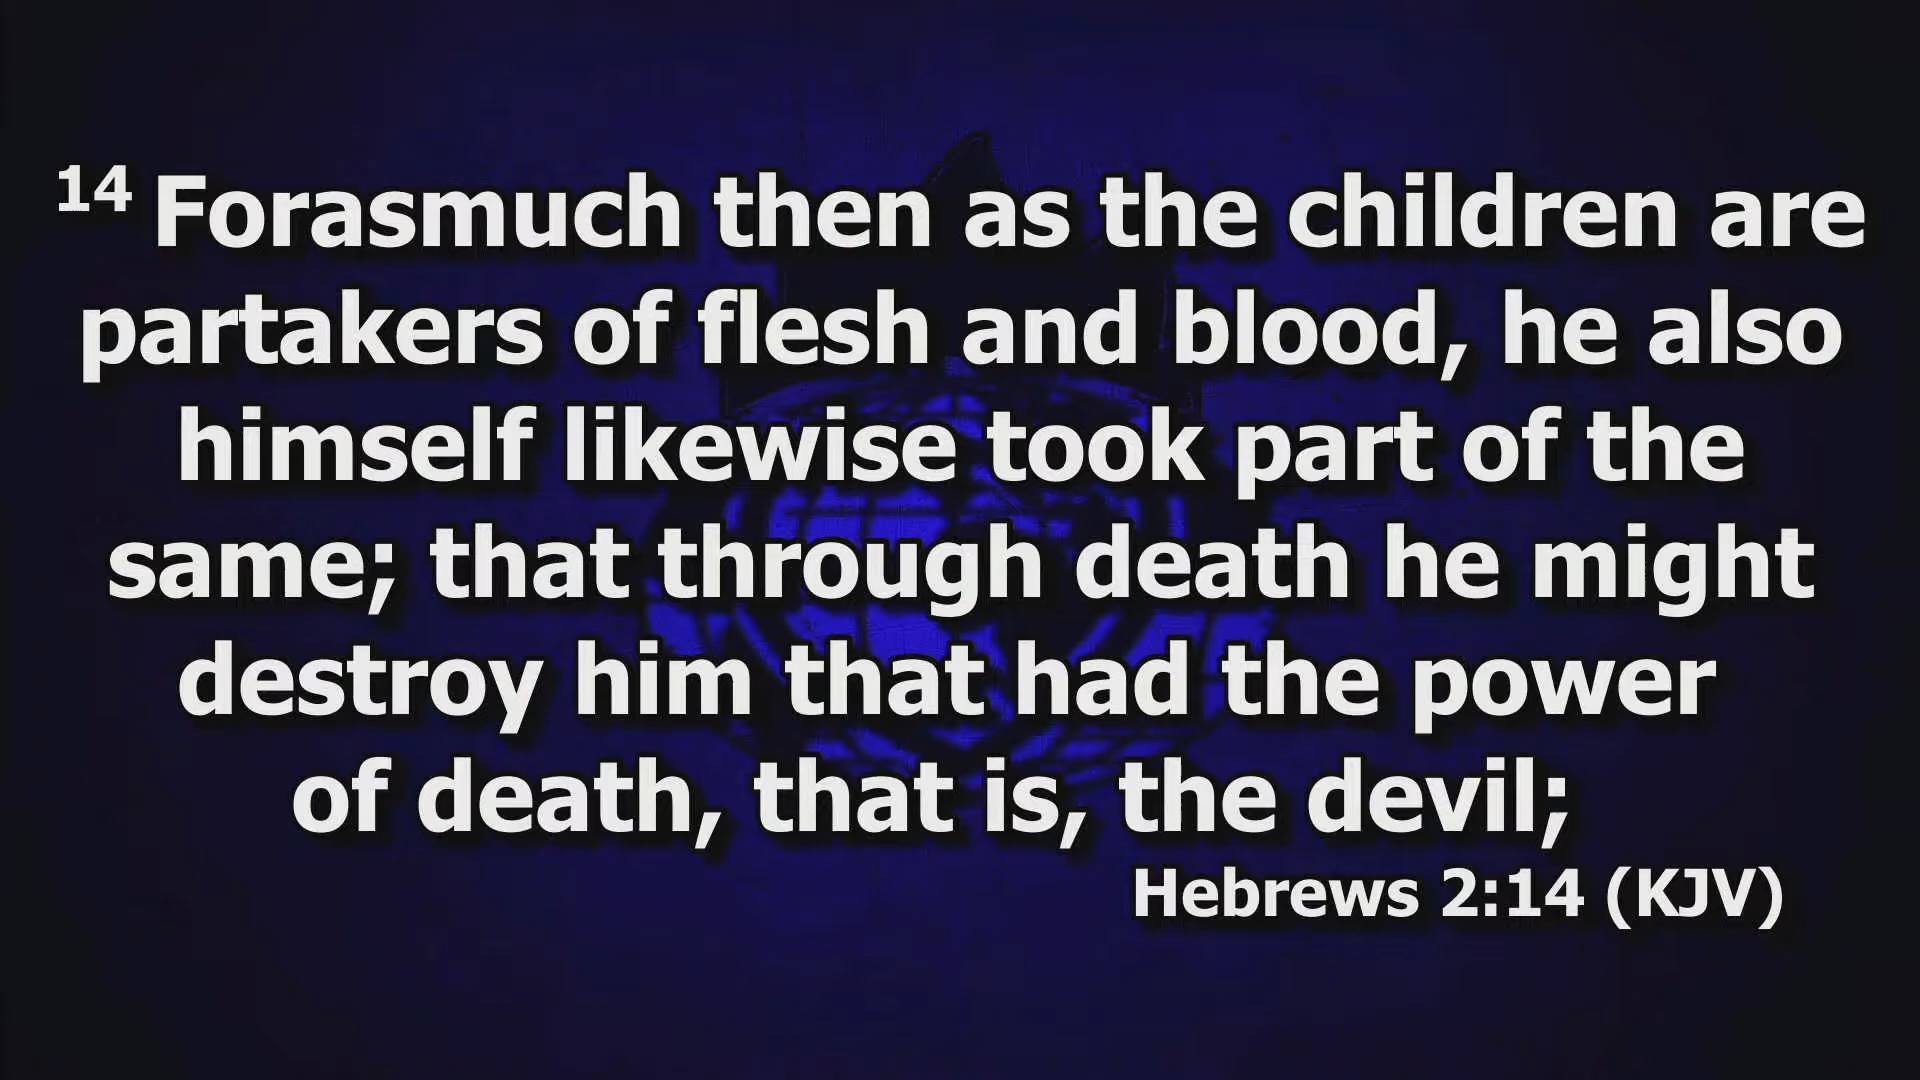 14 Forasmuch then as the children are
partakers of flesh and blood, he also
himself likewise took part of the
same; that through death he might
destroy him that had the power
of death, that is, the devil;
Hebrews 2:14 (KJV)